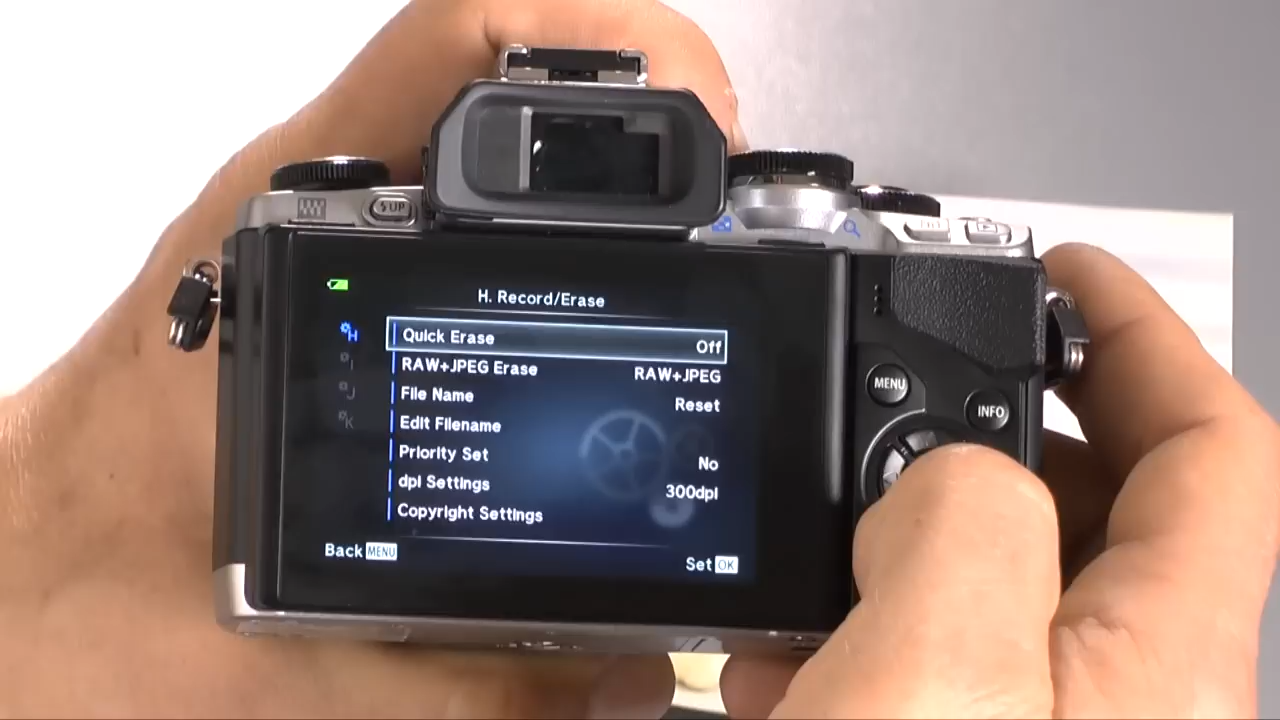 UP
H. Record/Erase
H
Quick Erase Off
I
RAW+JPEG Erase RAW+JPEG
J
File Name Reset
K
Edit Filename
Priority Set No
dpi Settings 300dpi
Copyright Settings
Back MENU
Set OK
MENU
INFO